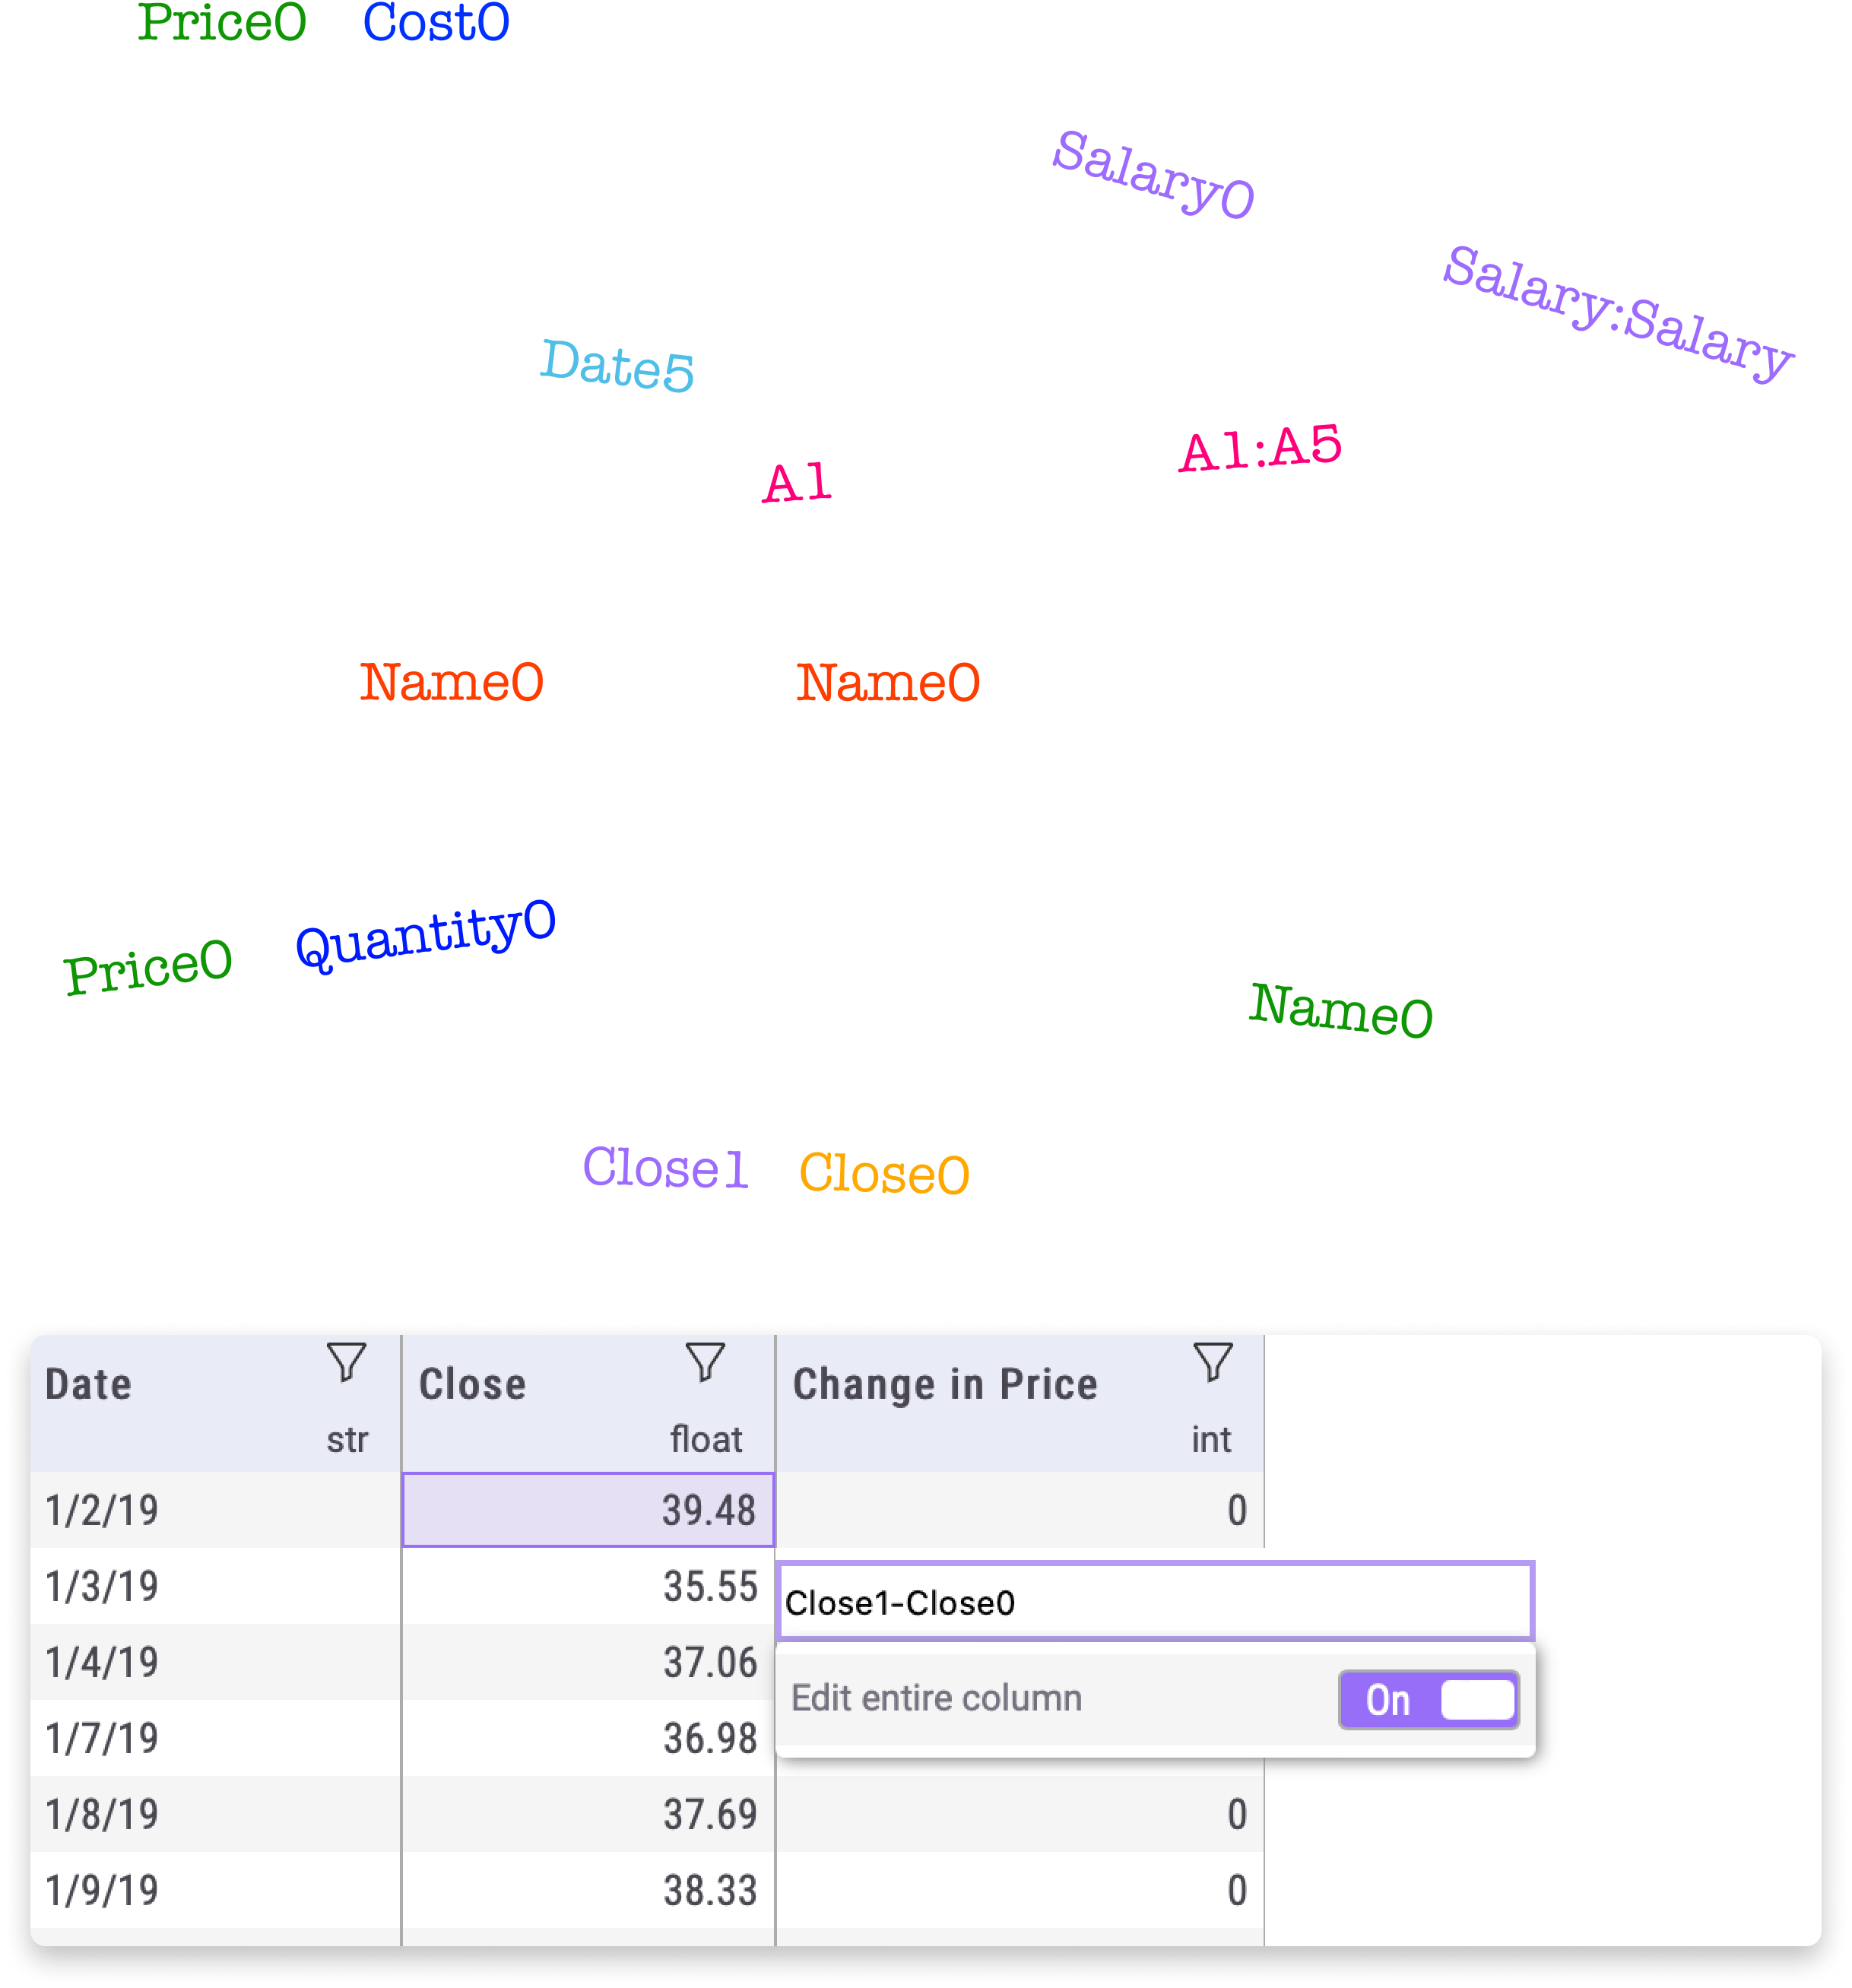 Price0 Cost0
Salary0
Salary:Salary
Date5
A1:A5
A1
Name0 Name0
Price0 Quantity0
Name0
Close1 Close0
Date Close Change in Price
str float int
1/2/19 39.48 0
1/3/19 35.55 Close1-Close0
1/4/19 37.06 Edit entire column On
1/7/19 36.98
1/8/19 37.69 0
1/9/19 38.33 0